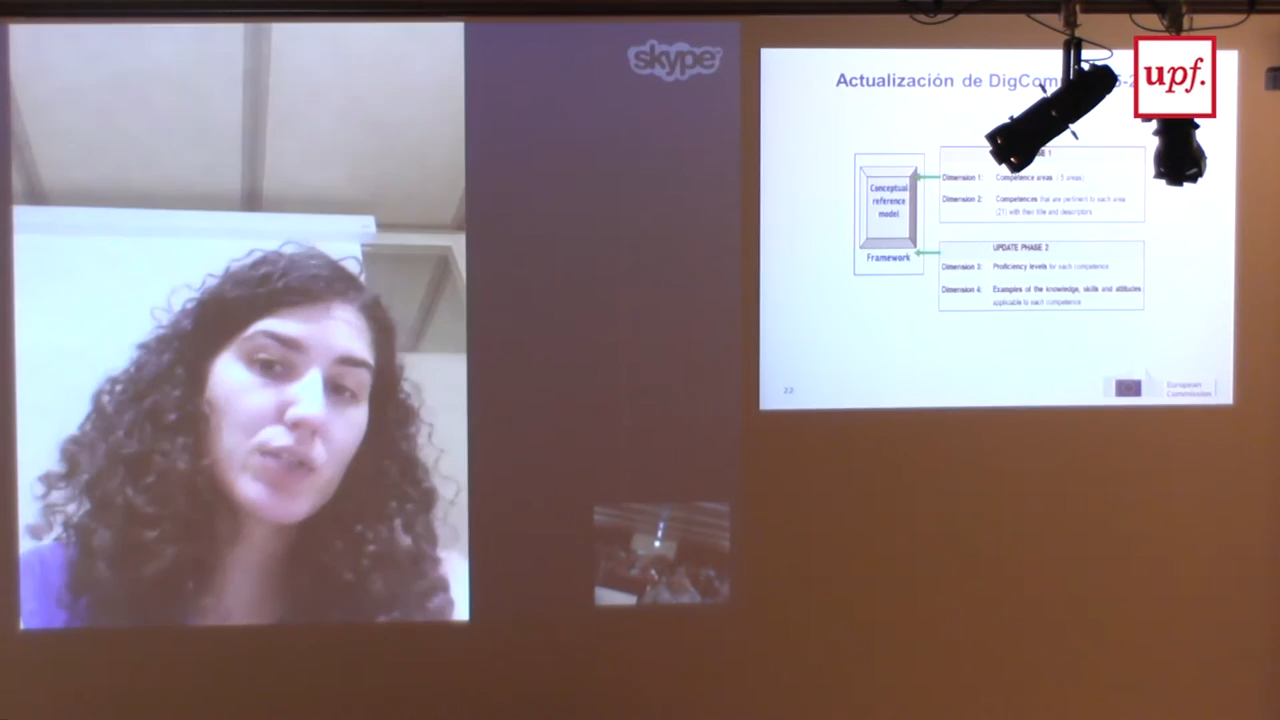 skype
upf.
Actualización de
Conceptual
reference
model
Framework
Dimension 1: Competence areas ( 5 areas)
Dimension 2: Competences that are pertinent to each area
(21) with their title and descriptors
UPDATE PHASE 2
Dimension 3: Proficiency levels for each competence
Dimension 4: Examples of the knowledge, skills and attitudes
applicable to each competence
22
European
Commission